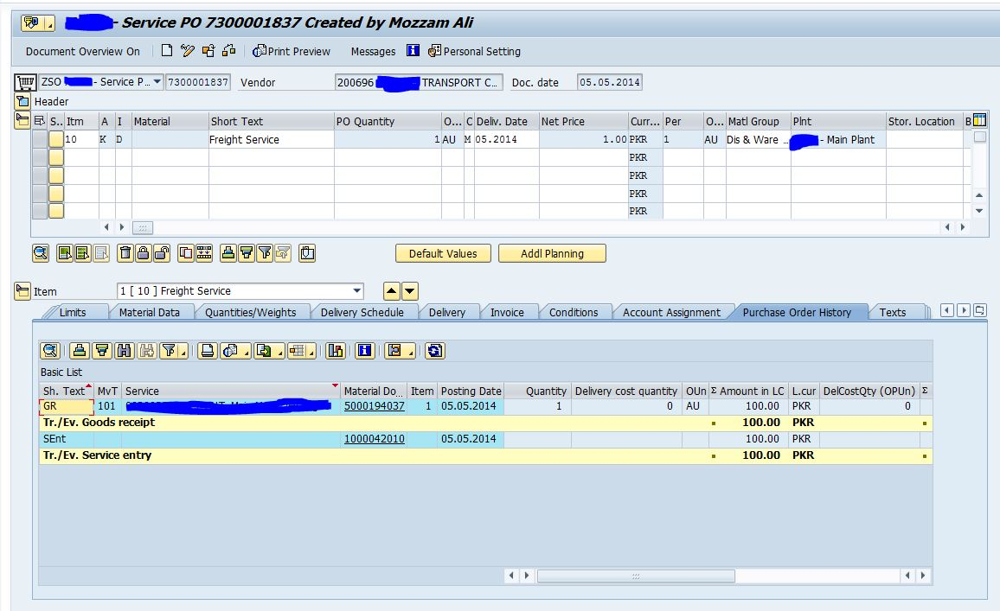 - Service PO 7300001837 Created by Mozzam Ali
Document Overview On Print Preview Messages Personal Setting
ZSO - Service P... 7300001837 Vendor 200696 TRANSPORT C... Doc. date 05.05.2014
Header
S.. Itm A I Material Short Text PO Quantity O... C Deliv. Date Net Price Curr... Per O... Matl Group Plnt Stor. Location B
10 K D Freight Service 1 AU M 05.2014 1.00 PKR 1 AU Dis & Ware ... - Main Plant
PKR
PKR
PKR
PKR
Default Values Addl Planning
Item 1 [ 10 ] Freight Service
Limits Material Data Quantities/Weights Delivery Schedule Delivery Invoice Conditions Account Assignment Purchase Order History Texts
Basic List
Sh. Text MvT Service Material Do... Item Posting Date Quantity Delivery cost quantity OUn Σ Amount in LC L.cur DelCostQty (OPUn) Σ
GR 101 5000194037 1 05.05.2014 1 0 AU 100.00 PKR 0
Tr./Ev. Goods receipt 100.00 PKR
SEnt 1000042010 05.05.2014 100.00 PKR
Tr./Ev. Service entry 100.00 PKR